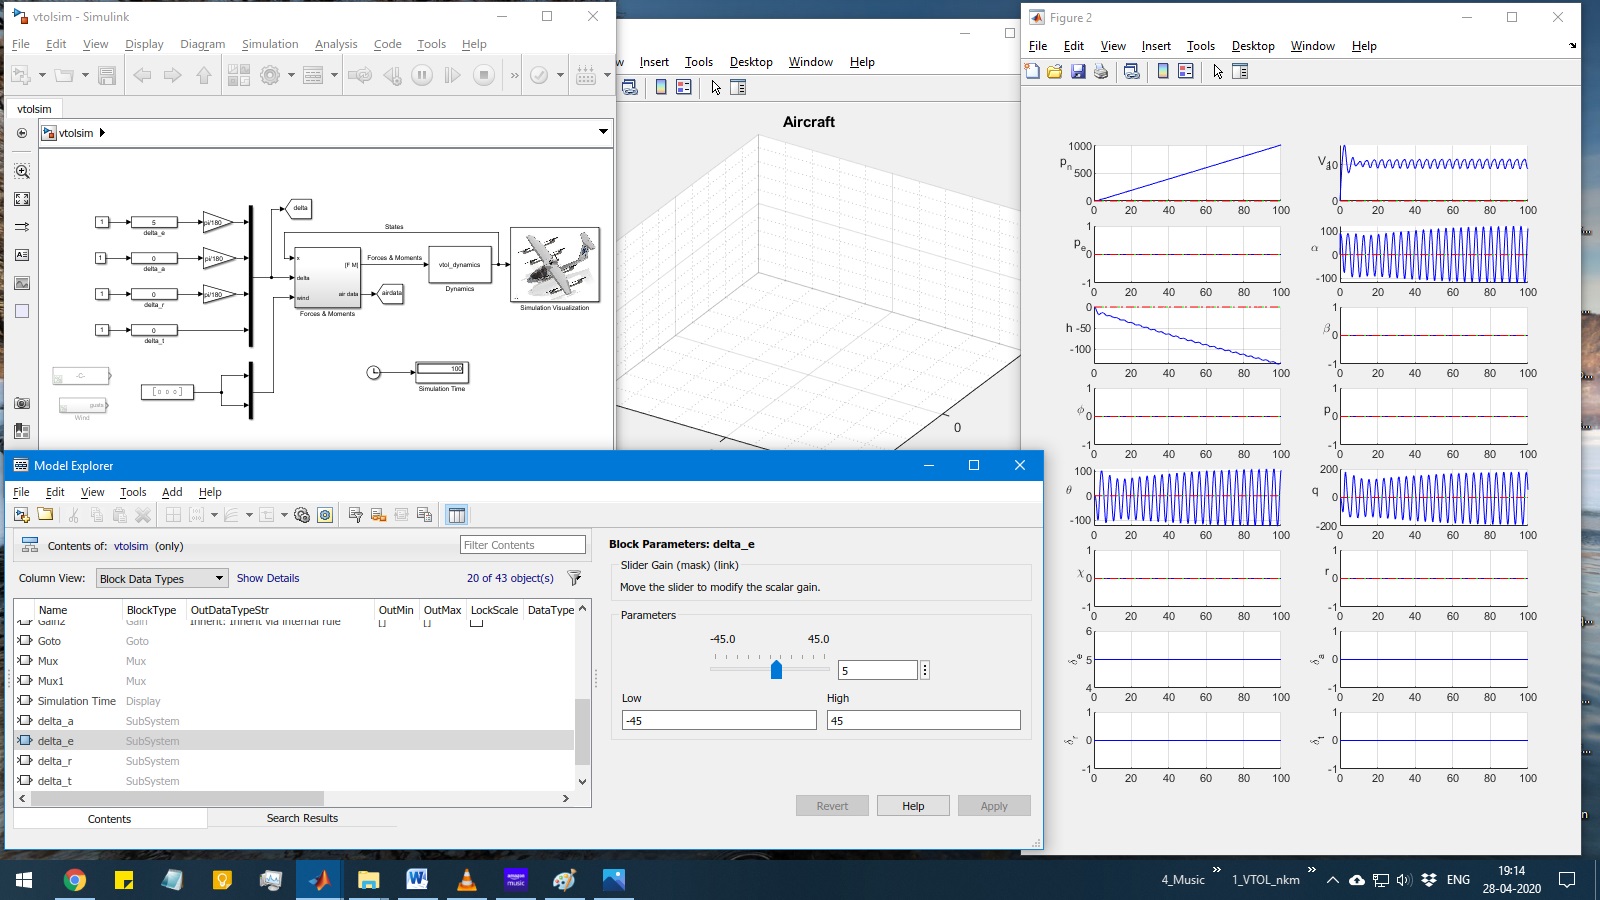 vtolsim - Simulink
File Edit View Display Diagram Simulation Analysis Code Tools Help
vtolsim
vtolsim
1
5
pi/180
delta_e
1
0
pi/180
delta_a
1
0
pi/180
delta_r
1
0
delta_t
delta
States
x
delta
wind
[F M]
air data
Forces & Moments
Forces & Moments
airdata
vtol_dynamics
Dynamics
Simulation Visualization
-C-
gusts
Wind
[ 0 0 0 ]
100
Simulation Time
w Insert Tools Desktop Window Help
Aircraft
0
Figure 2
File Edit View Insert Tools Desktop Window Help
1000
p n 500
0
0 20 40 60 80 100
V a 10
0
0 20 40 60 80 100
1
p e 0
-1
0 20 40 60 80 100
100
α 0
-100
0 20 40 60 80 100
0
h -50
-100
0 20 40 60 80 100
1
β 0
-1
0 20 40 60 80 100
1
φ 0
-1
0 20 40 60 80 100
1
p 0
-1
0 20 40 60 80 100
100
θ 0
-100
0 20 40 60 80 100
200
q 0
-200
0 20 40 60 80 100
1
χ 0
-1
0 20 40 60 80 100
1
r 0
-1
0 20 40 60 80 100
6
δ e 5
4
0 20 40 60 80 100
1
δ a 0
-1
0 20 40 60 80 100
1
δ r 0
-1
0 20 40 60 80 100
1
δ t 0
-1
0 20 40 60 80 100
Model Explorer
File Edit View Tools Add Help
Contents of: vtolsim (only)
Filter Contents
Column View: Block Data Types Show Details 20 of 43 object(s)
Name BlockType OutDataTypeStr OutMin OutMax LockScale DataType
Gain2 Gain Inherit: Inherit via internal rule [] []
Goto Goto
Mux Mux
Mux1 Mux
Simulation Time Display
delta_a SubSystem
delta_e SubSystem
delta_r SubSystem
delta_t SubSystem
Contents Search Results
Block Parameters: delta_e
Slider Gain (mask) (link)
Move the slider to modify the scalar gain.
Parameters
-45.0 45.0
5
Low High
-45 45
Revert Help Apply
n
amazon music
4_Music » 1_VTOL_nkm » ENG 19:14
28-04-2020